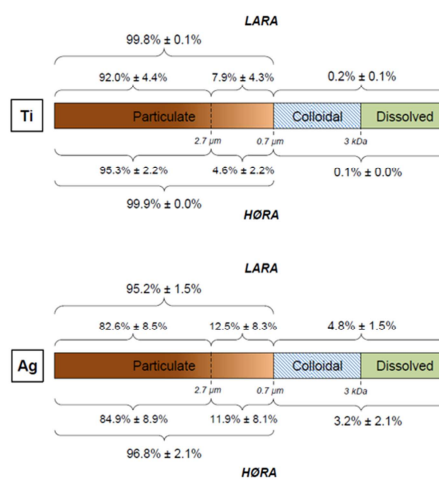 LARA
99.8% ± 0.1%
92.0% ± 4.4% 7.9% ± 4.3% 0.2% ± 0.1%
Ti Particulate Colloidal Dissolved
2.7 µm 0.7 µm 3 kDa
95.3% ± 2.2% 4.6% ± 2.2% 0.1% ± 0.0%
99.9% ± 0.0%
HØRA
LARA
95.2% ± 1.5%
82.6% ± 8.5% 12.5% ± 8.3% 4.8% ± 1.5%
Ag Particulate Colloidal Dissolved
2.7 µm 0.7 µm 3 kDa
84.9% ± 8.9% 11.9% ± 8.1% 3.2% ± 2.1%
96.8% ± 2.1%
HØRA